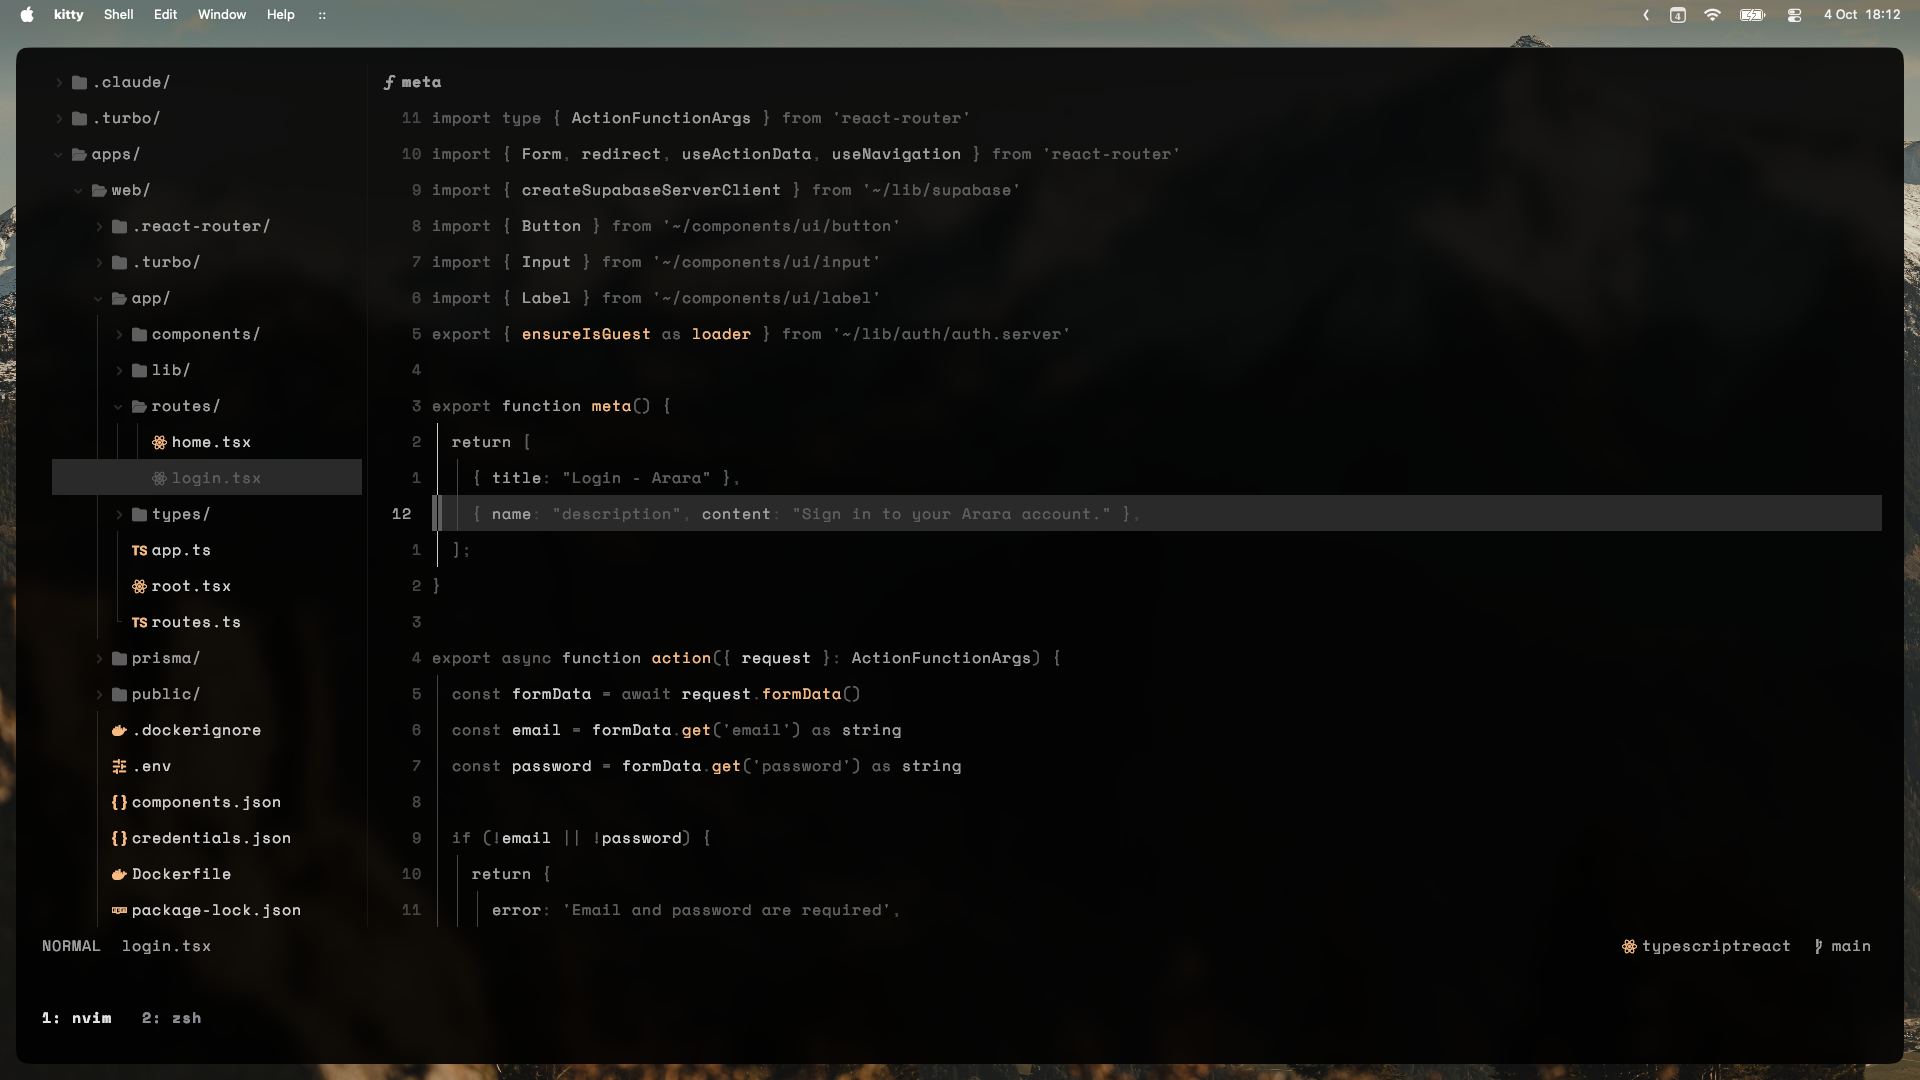 kitty Shell Edit Window Help ::
4 4 Oct 18:12
.claude/
.turbo/
apps/
web/
.react-router/
.turbo/
app/
components/
lib/
routes/
home.tsx
login.tsx
types/
TS app.ts
root.tsx
TS routes.ts
prisma/
public/
.dockerignore
.env
{} components.json
{} credentials.json
Dockerfile
package-lock.json
ƒ meta
11 import type { ActionFunctionArgs } from 'react-router'
10 import { Form, redirect, useActionData, useNavigation } from 'react-router'
9 import { createSupabaseServerClient } from '~/lib/supabase'
8 import { Button } from '~/components/ui/button'
7 import { Input } from '~/components/ui/input'
6 import { Label } from '~/components/ui/label'
5 export { ensureIsGuest as loader } from '~/lib/auth/auth.server'
4
3 export function meta() {
2 return [
1 { title: "Login - Arara" },
12 { name: "description", content: "Sign in to your Arara account." },
1 ];
2 }
3
4 export async function action({ request }: ActionFunctionArgs) {
5 const formData = await request.formData()
6 const email = formData.get('email') as string
7 const password = formData.get('password') as string
8
9 if (!email || !password) {
10 return {
11 error: 'Email and password are required',
NORMAL login.tsx typescriptreact main
1: nvim 2: zsh